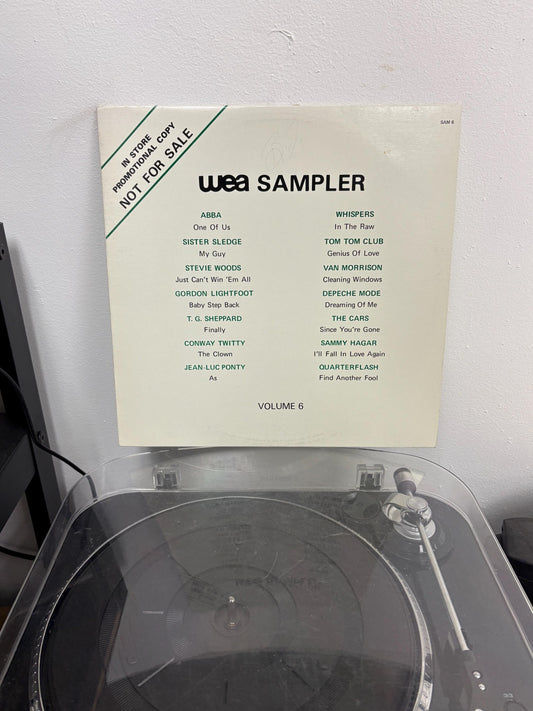 SAM 6
IN STORE
PROMOTIONAL COPY
NOT FOR SALE
wea SAMPLER
ABBA
One Of Us
SISTER SLEDGE
My Guy
STEVIE WOODS
Just Can't Win 'Em All
GORDON LIGHTFOOT
Baby Step Back
T. G. SHEPPARD
Finally
CONWAY TWITTY
The Clown
JEAN-LUC PONTY
As
WHISPERS
In The Raw
TOM TOM CLUB
Genius Of Love
VAN MORRISON
Cleaning Windows
DEPECHE MODE
Dreaming Of Me
THE CARS
Since You're Gone
SAMMY HAGAR
I'll Fall In Love Again
QUARTERFLASH
Find Another Fool
VOLUME 6